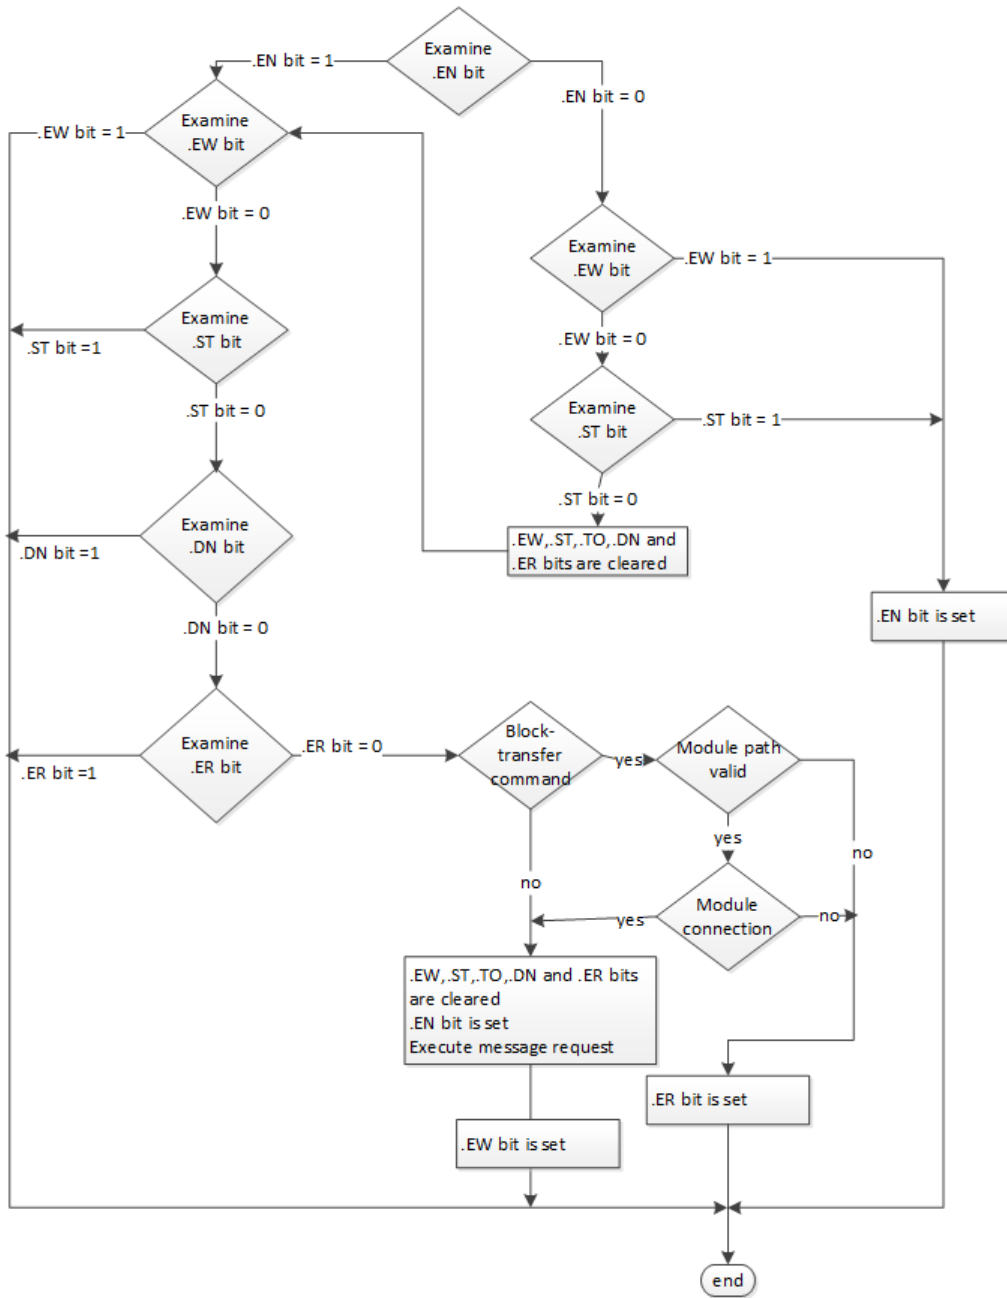 Examine
.EN bit
.EN bit = 1
.EN bit = 0
Examine
.EW bit
.EW bit = 1
.EW bit = 0
Examine
.EW bit
.EW bit = 1
.EW bit = 0
Examine
.ST bit
.ST bit =1
.ST bit = 0
Examine
.ST bit
.ST bit = 1
.ST bit = 0
.EW,.ST,.TO,.DN and
.ER bits are cleared
Examine
.DN bit
.DN bit =1
.DN bit = 0
.EN bit is set
Examine
.ER bit
.ER bit =1
.ER bit = 0
Block-
transfer
command
yes
no
Module path
valid
yes
no
Module
connection
yes
no
.EW,.ST,.TO,.DN and .ER bits
are cleared
.EN bit is set
Execute message request
.ER bit is set
.EW bit is set
end